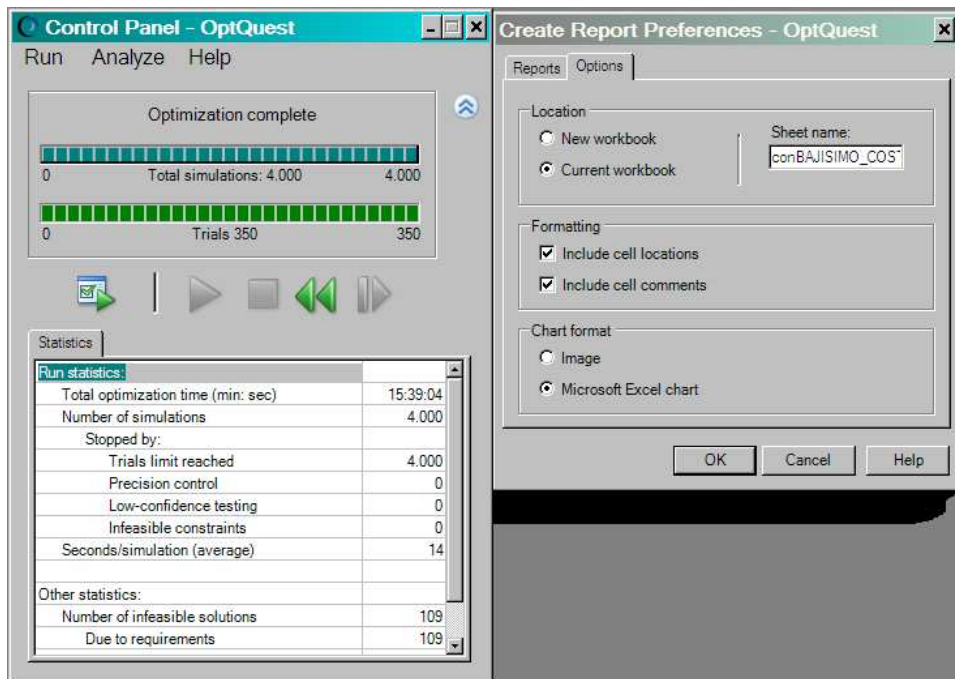 Control Panel - OptQuest
Run Analyze Help
Optimization complete
0 Total simulations: 4.000 4.000
0 Trials 350 350
Statistics
Run statistics:
Total optimization time (min: sec) 15:39:04
Number of simulations 4.000
Stopped by:
Trials limit reached 4.000
Precision control 0
Low-confidence testing 0
Infeasible constraints 0
Seconds/simulation (average) 14
Other statistics:
Number of infeasible solutions 109
Due to requirements 109
Create Report Preferences - OptQuest
Reports Options
Location
New workbook
Current workbook
Sheet name:
conBAJISIMO_COST
Formatting
Include cell locations
Include cell comments
Chart format
Image
Microsoft Excel chart
OK Cancel Help